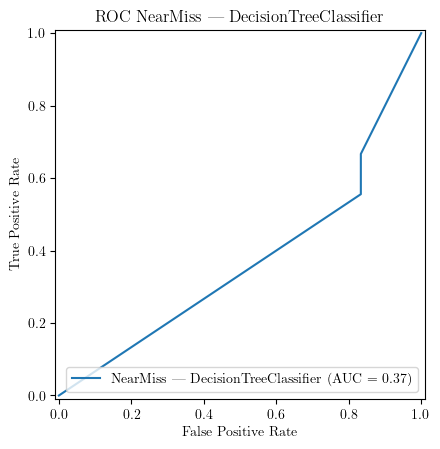 ROC NearMiss — DecisionTreeClassifier
1.0
0.8
0.6
0.4
0.2
0.0
True Positive Rate
NearMiss — DecisionTreeClassifier (AUC = 0.37)
0.0 0.2 0.4 0.6 0.8 1.0
False Positive Rate